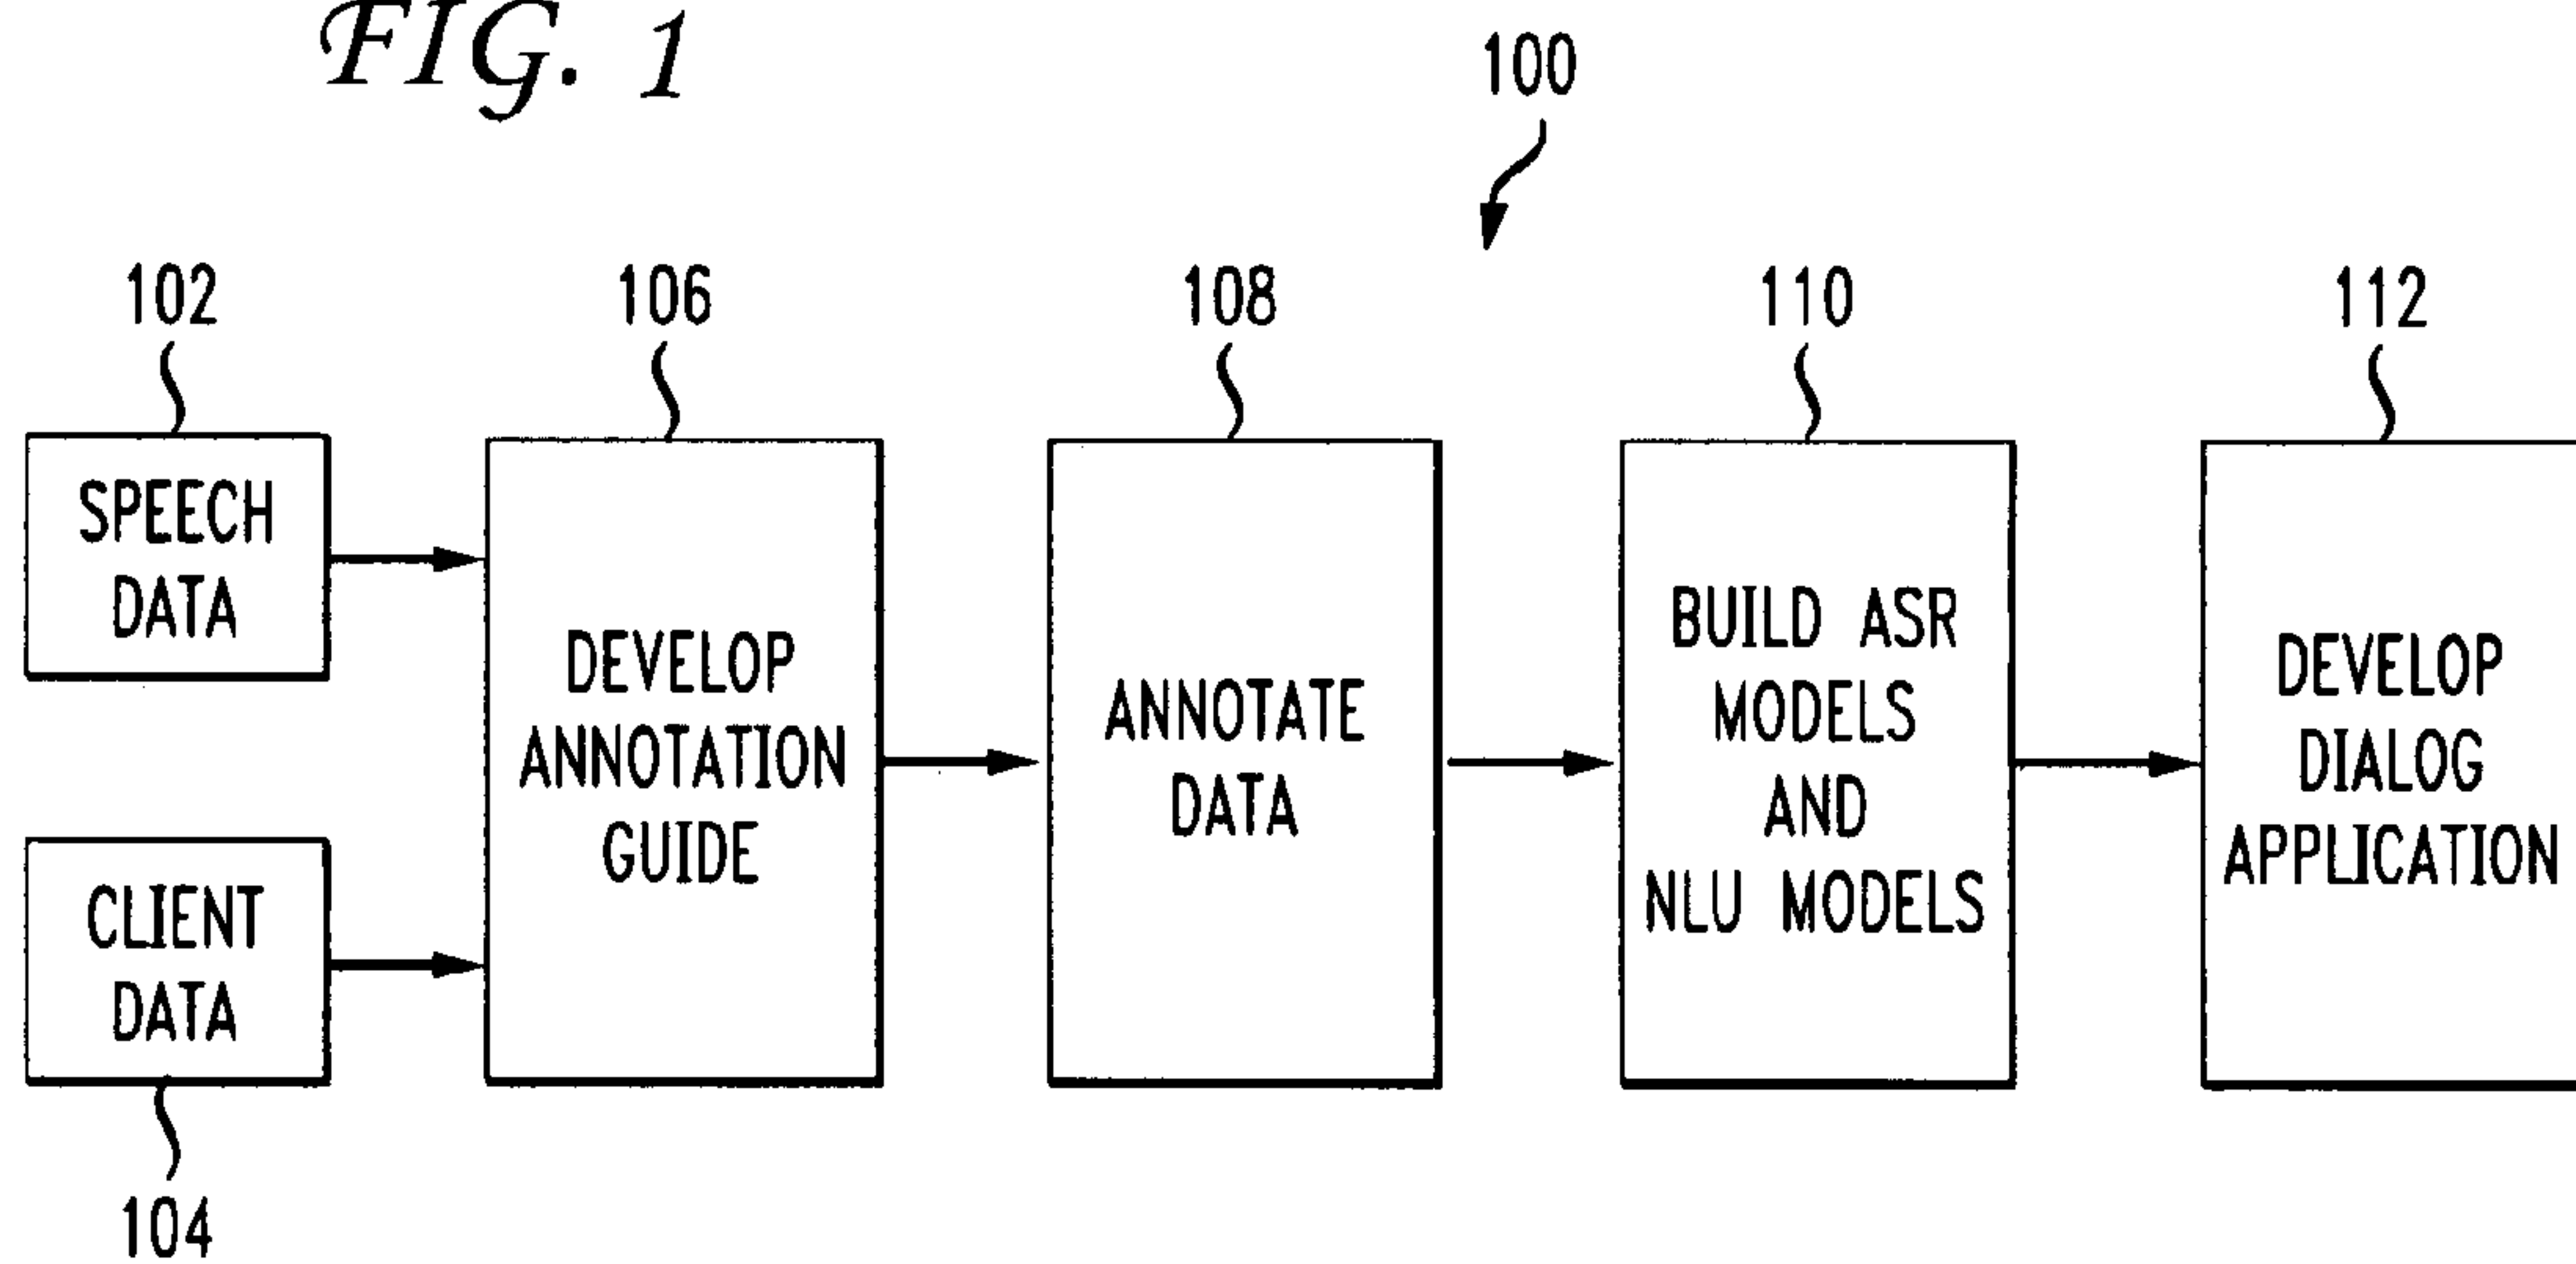 FIG. 1
100
102
106
108
110
112
SPEECH
DATA
CLIENT
DATA
104
DEVELOP
ANNOTATION
GUIDE
ANNOTATE
DATA
BUILD ASR
MODELS
AND
NLU MODELS
DEVELOP
DIALOG
APPLICATION